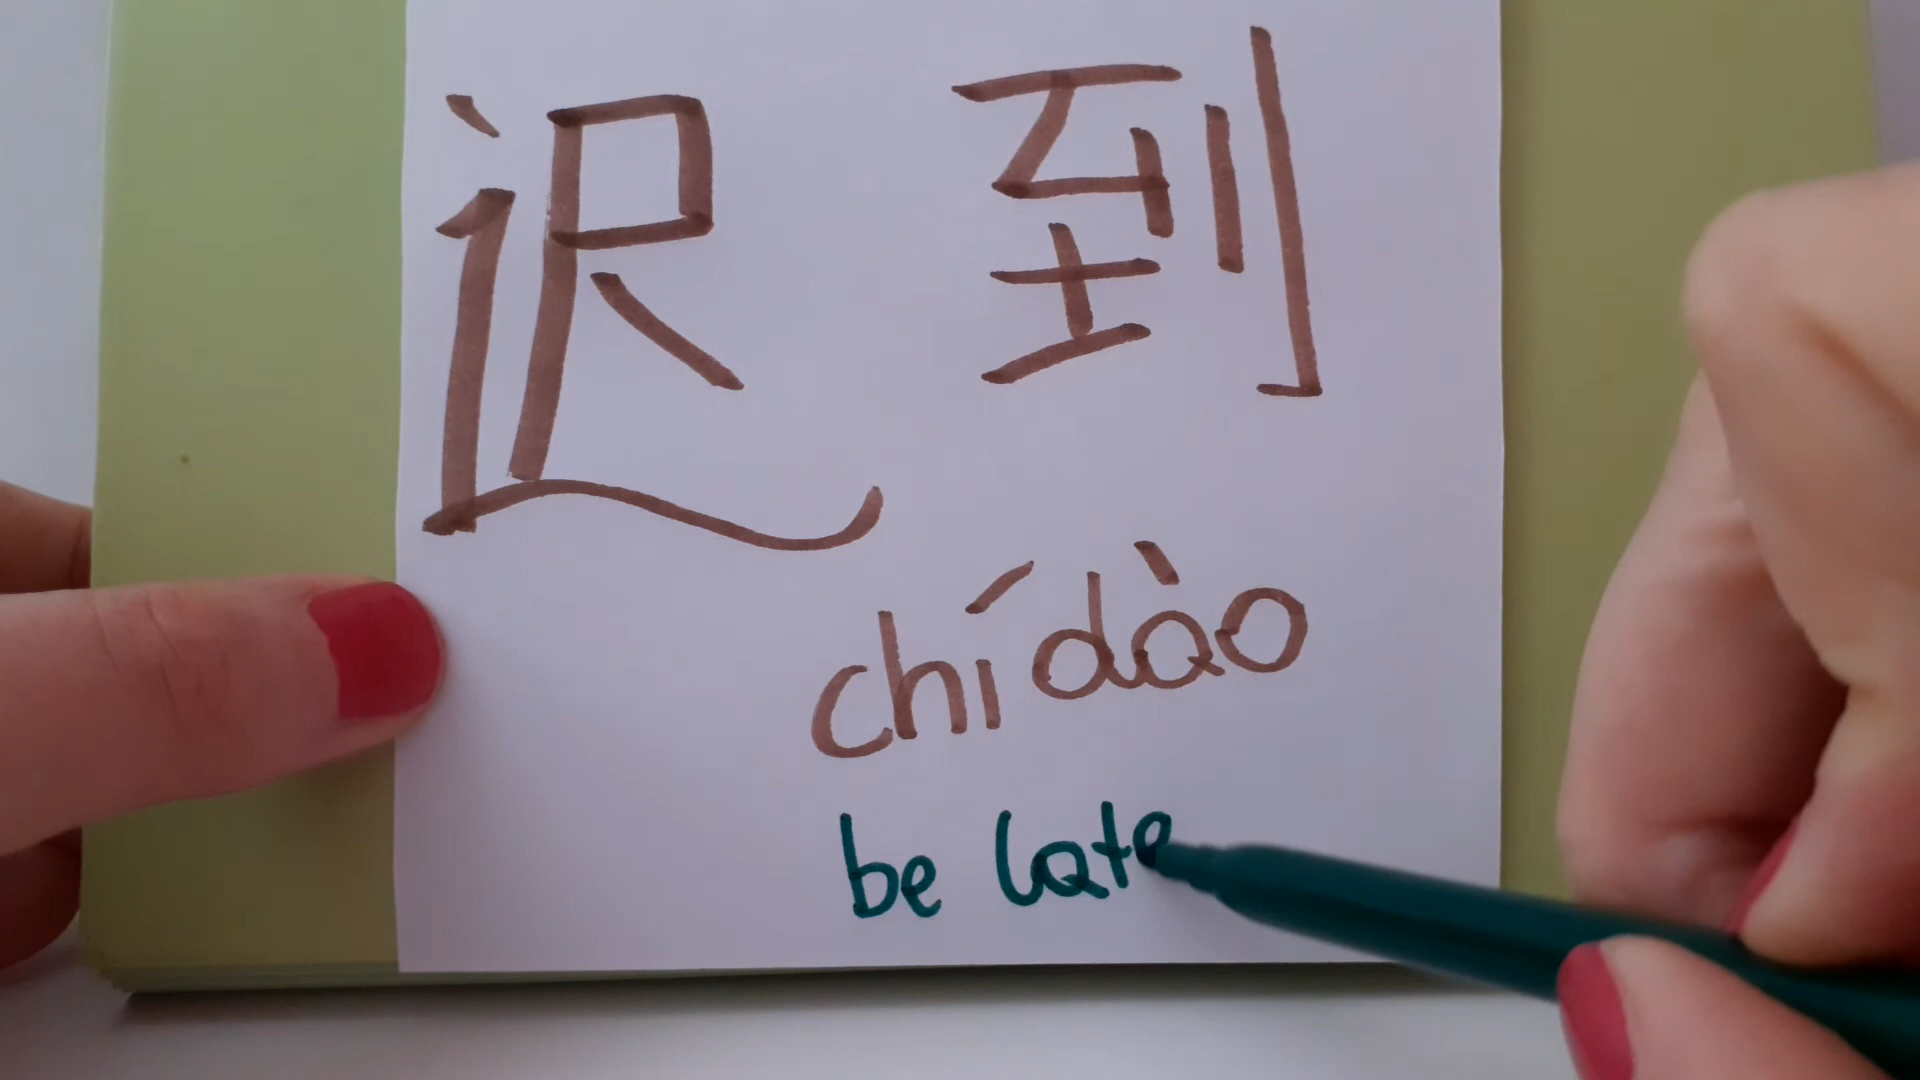 迟到
chídào
be late